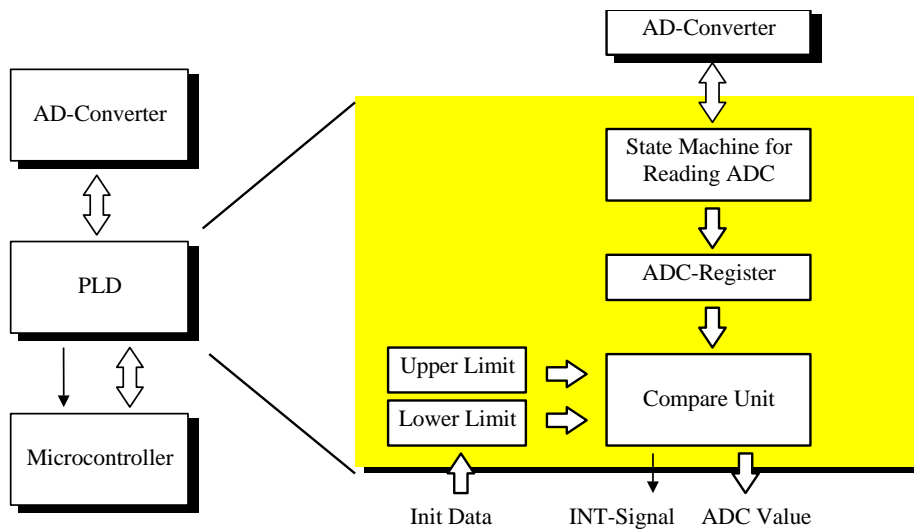 AD-Converter
PLD
Microcontroller
AD-Converter
State Machine for
Reading ADC
ADC-Register
Upper Limit
Lower Limit
Compare Unit
Init Data
INT-Signal
ADC Value